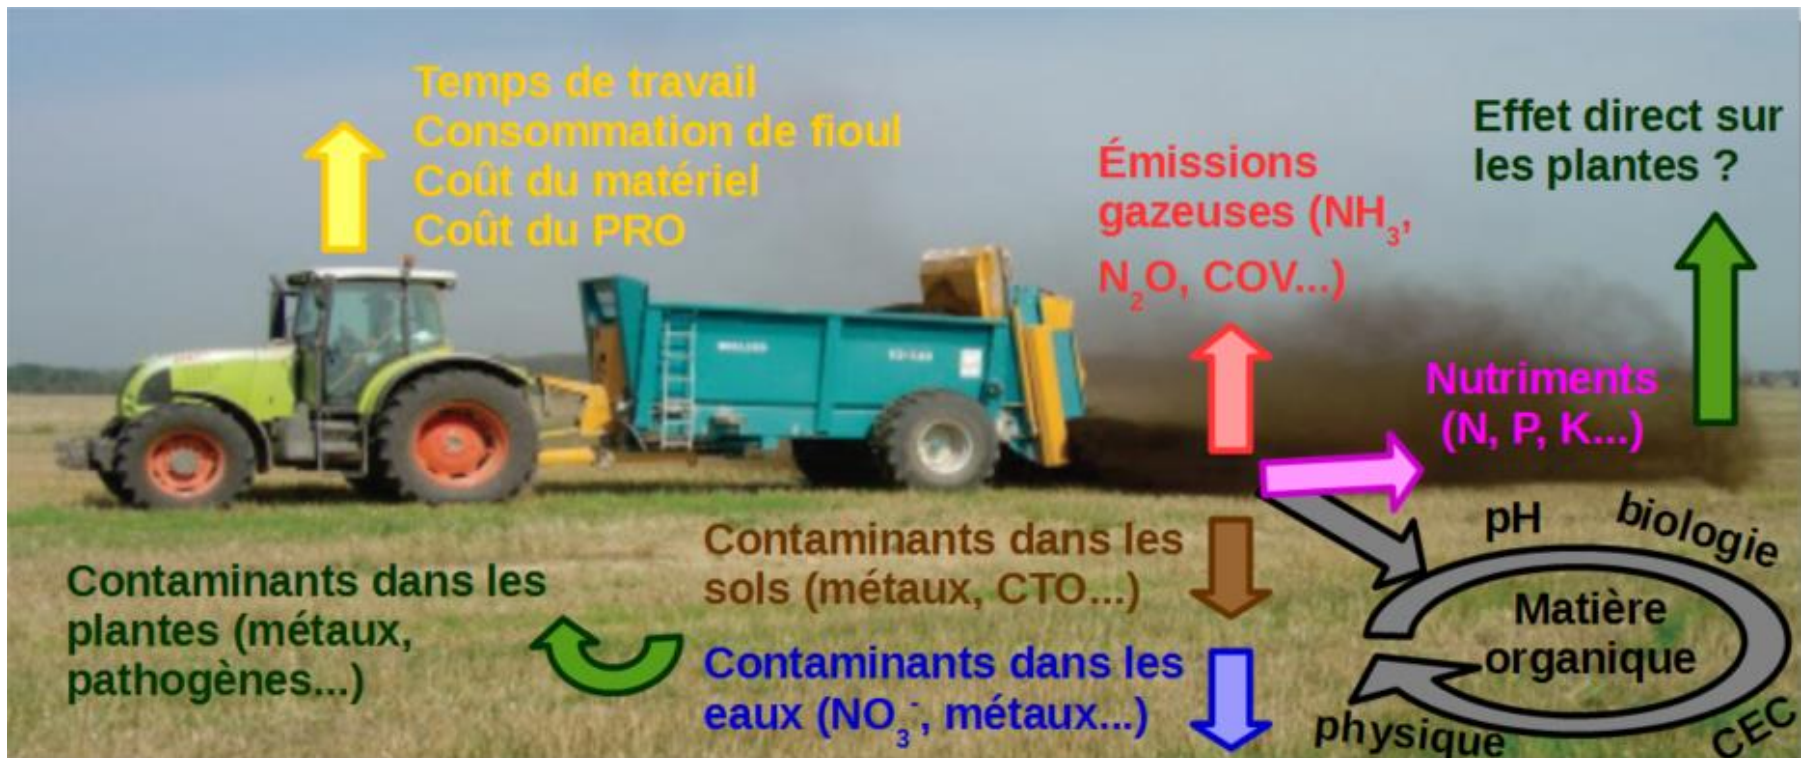 Temps de travail
Consommation de fioul
Coût du matériel
Coût du PRO
Émissions
gazeuses (NH₃,
N₂O, COV...)
Effet direct sur
les plantes ?
Nutriments
(N, P, K...)
Contaminants dans les
sols (métaux, CTO...)
Contaminants dans les
eaux (NO₃⁻, métaux...)
Contaminants dans les
plantes (métaux,
pathogènes...)
pH
biologie
Matière
organique
physique
CEC